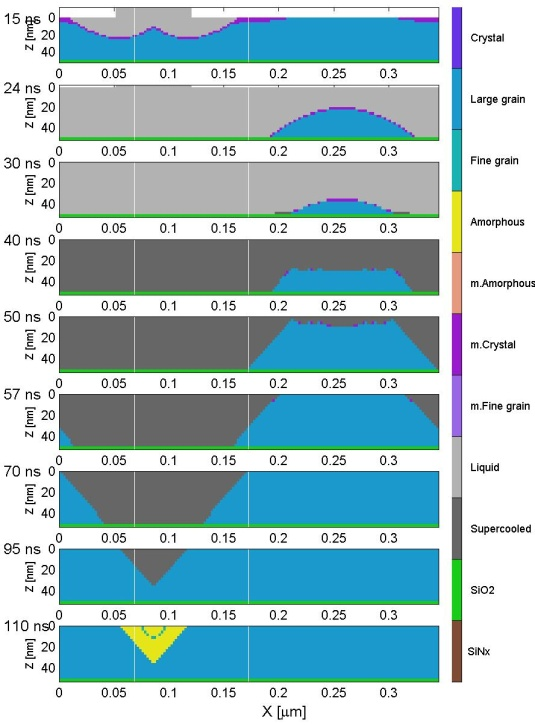 15 ns
Z [nm]
0
20
40
0 0.05 0.1 0.15 0.2 0.25 0.3
24 ns
Z [nm]
0
20
40
0 0.05 0.1 0.15 0.2 0.25 0.3
30 ns
Z [nm]
0
20
40
0 0.05 0.1 0.15 0.2 0.25 0.3
40 ns
Z [nm]
0
20
40
0 0.05 0.1 0.15 0.2 0.25 0.3
50 ns
Z [nm]
0
20
40
0 0.05 0.1 0.15 0.2 0.25 0.3
57 ns
Z [nm]
0
20
40
0 0.05 0.1 0.15 0.2 0.25 0.3
70 ns
Z [nm]
0
20
40
0 0.05 0.1 0.15 0.2 0.25 0.3
95 ns
Z [nm]
0
20
40
0 0.05 0.1 0.15 0.2 0.25 0.3
110 ns
Z [nm]
0
20
40
0 0.05 0.1 0.15 0.2 0.25 0.3
X [μm]
Crystal
Large grain
Fine grain
Amorphous
m.Amorphous
m.Crystal
m.Fine grain
Liquid
Supercooled
SiO2
SiNx